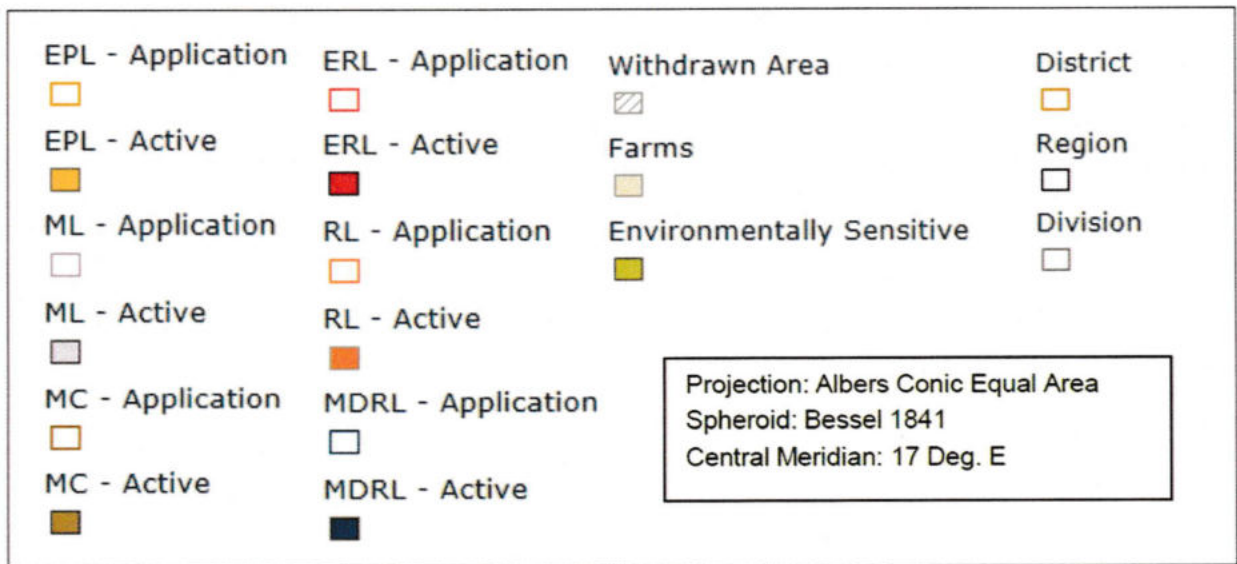 EPL - Application
EPL - Active
ML - Application
ML - Active
MC - Application
MC - Active
ERL - Application
ERL - Active
RL - Application
RL - Active
MDRL - Application
MDRL - Active
Withdrawn Area
Farms
Environmentally Sensitive
District
Region
Division
Projection: Albers Conic Equal Area
Spheroid: Bessel 1841
Central Meridian: 17 Deg. E